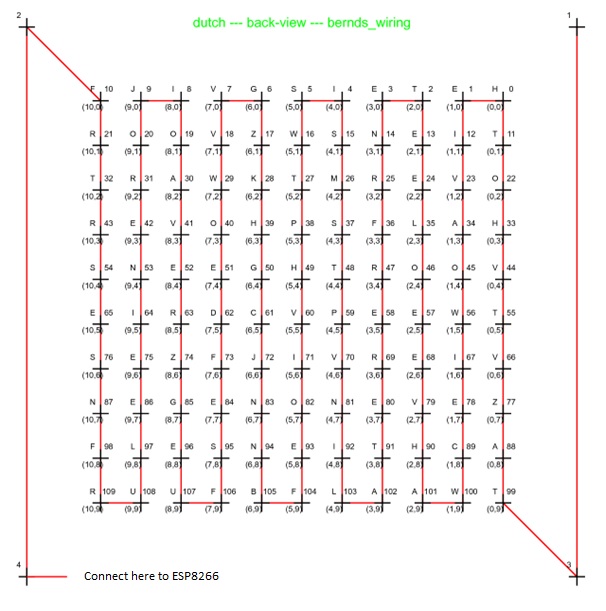 dutch --- back-view --- bernds_wiring
2 1
F 10 J 9 I 8 V 7 G 6 S 5 I 4 E 3 T 2 E 1 H 0
(10,0) (9,0) (8,0) (7,0) (6,0) (5,0) (4,0) (3,0) (2,0) (1,0) (0,0)
R 21 O 20 O 19 V 18 Z 17 W 16 S 15 N 14 E 13 I 12 T 11
(10,1) (9,1) (8,1) (7,1) (6,1) (5,1) (4,1) (3,1) (2,1) (1,1) (0,1)
T 32 R 31 A 30 W 29 K 28 T 27 M 26 R 25 E 24 V 23 O 22
(10,2) (9,2) (8,2) (7,2) (6,2) (5,2) (4,2) (3,2) (2,2) (1,2) (0,2)
R 43 E 42 V 41 O 40 H 39 P 38 S 37 F 36 L 35 A 34 H 33
(10,3) (9,3) (8,3) (7,3) (6,3) (5,3) (4,3) (3,3) (2,3) (1,3) (0,3)
S 54 N 53 E 52 E 51 G 50 H 49 T 48 R 47 O 46 O 45 V 44
(10,4) (9,4) (8,4) (7,4) (6,4) (5,4) (4,4) (3,4) (2,4) (1,4) (0,4)
E 65 I 64 R 63 D 62 C 61 V 60 P 59 E 58 E 57 W 56 T 55
(10,5) (9,5) (8,5) (7,5) (6,5) (5,5) (4,5) (3,5) (2,5) (1,5) (0,5)
S 76 E 75 Z 74 F 73 J 72 I 71 V 70 R 69 E 68 I 67 V 66
(10,6) (9,6) (8,6) (7,6) (6,6) (5,6) (4,6) (3,6) (2,6) (1,6) (0,6)
N 87 E 86 G 85 E 84 N 83 O 82 N 81 E 80 V 79 E 78 Z 77
(10,7) (9,7) (8,7) (7,7) (6,7) (5,7) (4,7) (3,7) (2,7) (1,7) (0,7)
F 98 L 97 E 96 S 95 N 94 E 93 I 92 T 91 H 90 C 89 A 88
(10,8) (9,8) (8,8) (7,8) (6,8) (5,8) (4,8) (3,8) (2,8) (1,8) (0,8)
R 109 U 108 U 107 F 106 B 105 F 104 L 103 A 102 A 101 W 100 T 99
(10,9) (9,9) (8,9) (7,9) (6,9) (5,9) (4,9) (3,9) (2,9) (1,9) (0,9)
4 3
Connect here to ESP8266